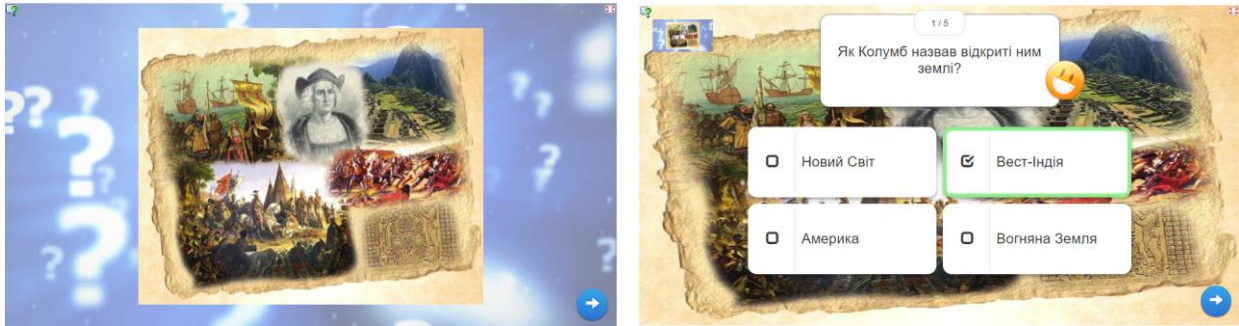 1 / 5
Як Колумб назвав відкриті ним
землі?
Новий Світ
Вест-Індія
Америка
Вогняна Земля